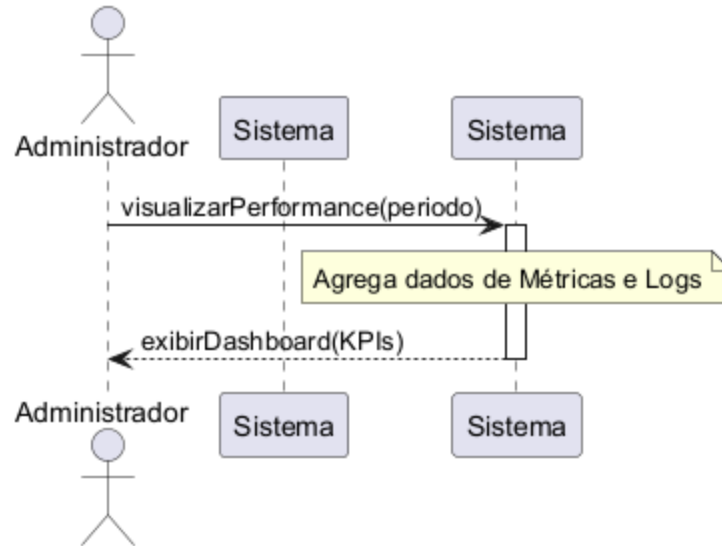 Administrador
Sistema
Sistema
visualizarPerformance(periodo)
Agrega dados de Métricas e Logs
exibirDashboard(KPIs)
Administrador
Sistema
Sistema